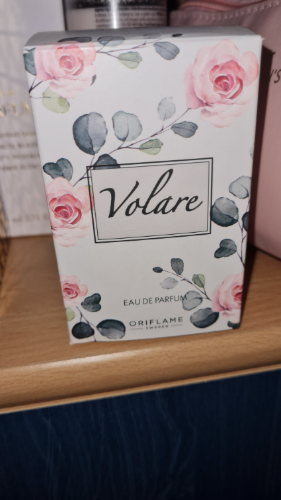 Volare
EAU DE PARFUM
ORIFLAME
SWEDEN